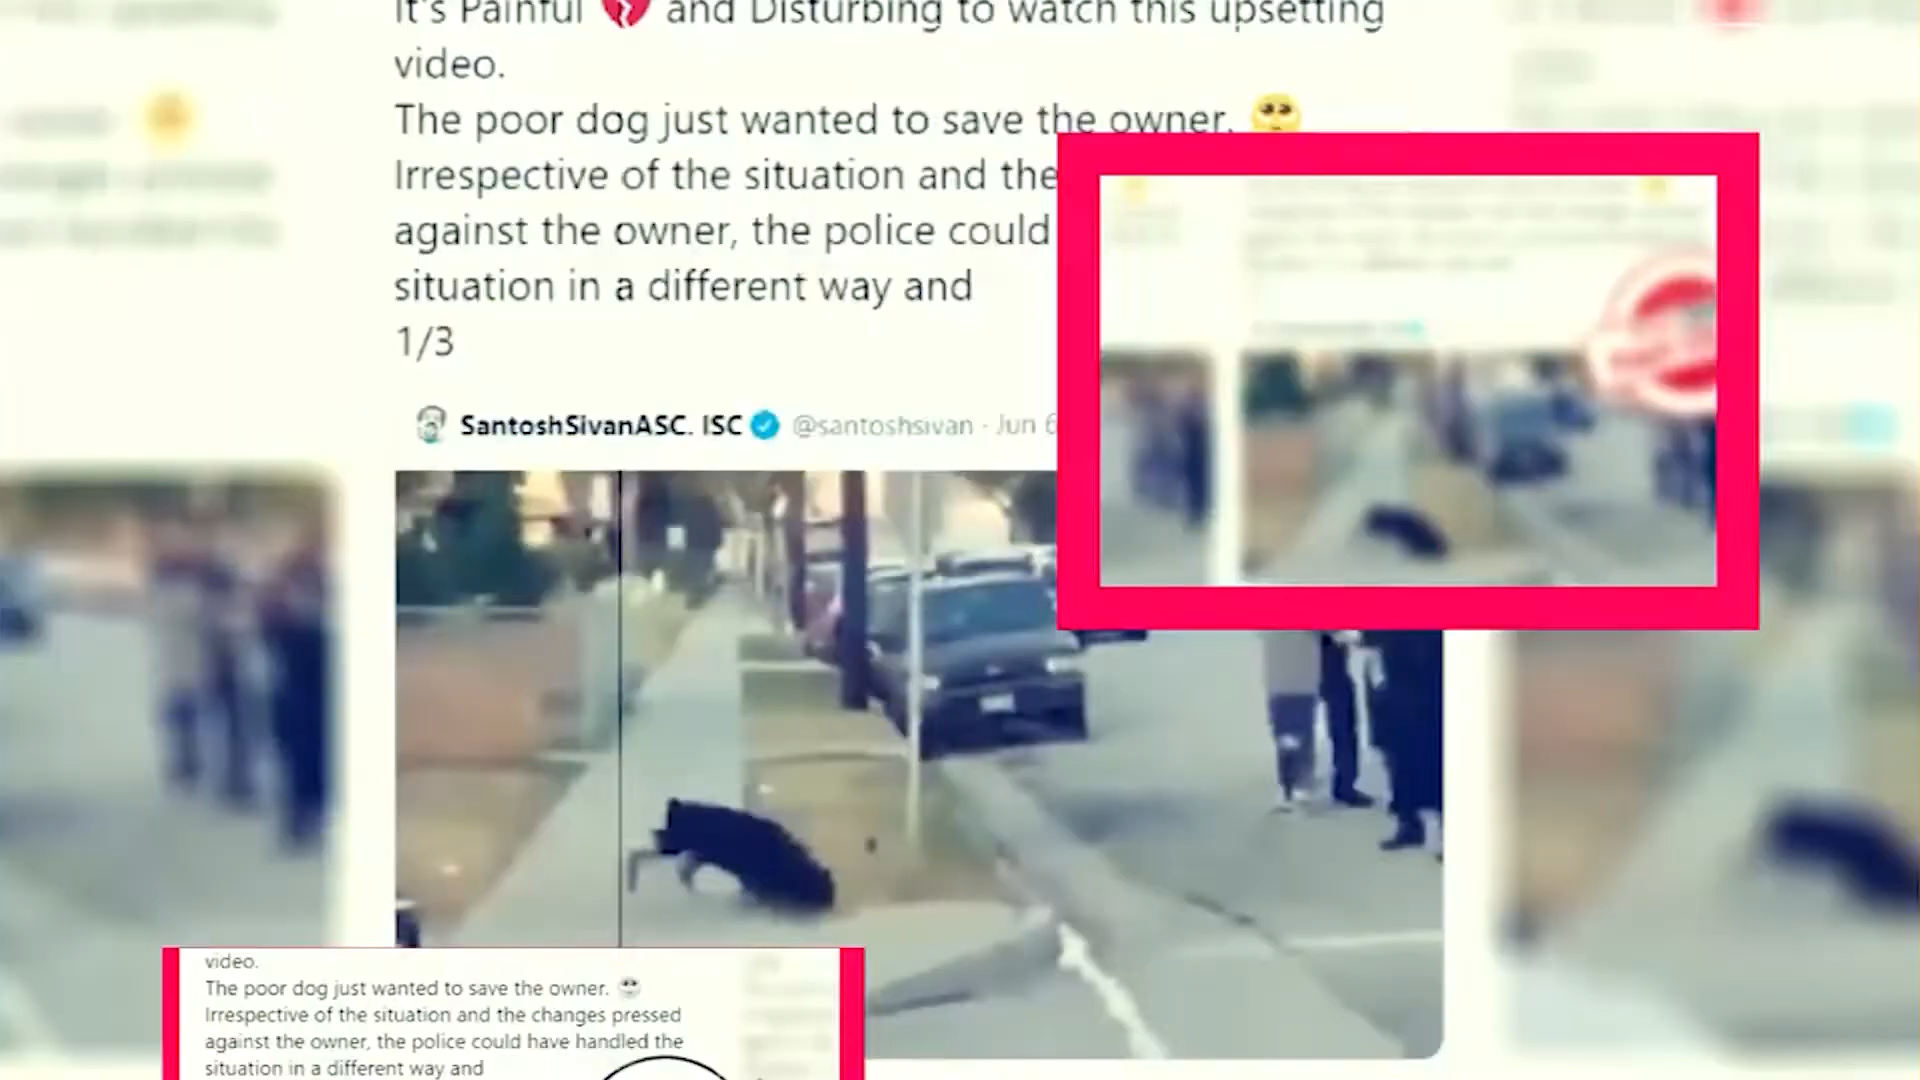 It's Painful 💔 and Disturbing to watch this upsetting
video.
The poor dog just wanted to save the owner. 🥺
Irrespective of the situation and the
against the owner, the police could
situation in a different way and
1/3
SantoshSivanASC. ISC @santoshsivan · Jun 6
video.
The poor dog just wanted to save the owner. 🥺
Irrespective of the situation and the changes pressed
against the owner, the police could have handled the
situation in a different way and